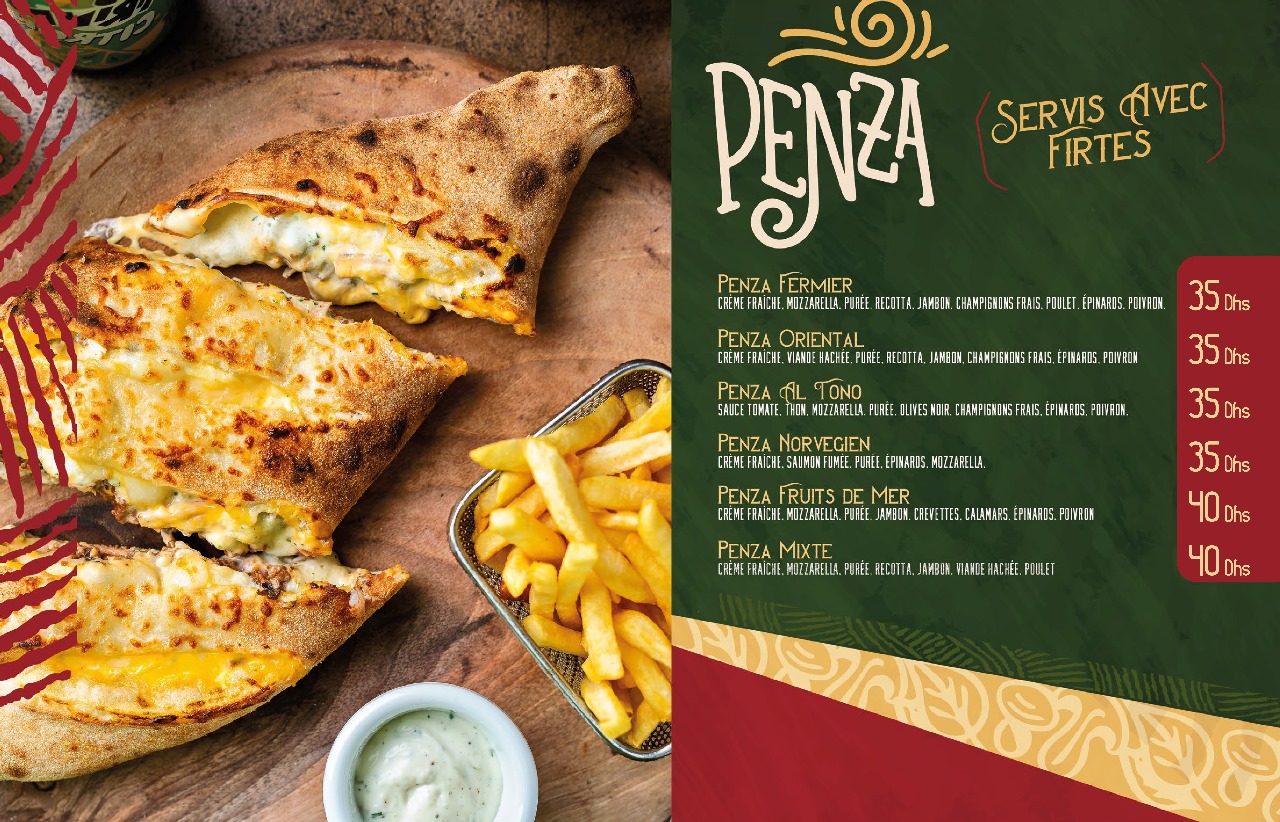 PENZA
SERVIS AVEC
FIRTES
PENZA FERMIER
CRÈME FRAÎCHE, MOZZARELLA, PURÉE, RECOTTA, JAMBON, CHAMPIGNONS FRAIS, POULET, ÉPINARDS, POIVRON.
35 Dhs
PENZA ORIENTAL
CRÈME FRAÎCHE, VIANDE HACHÉE, PURÉE, RECOTTA, JAMBON, CHAMPIGNONS FRAIS, ÉPINARDS, POIVRON
35 Dhs
PENZA AL TONO
SAUCE TOMATE, THON, MOZZARELLA, PURÉE, OLIVES NOIR, CHAMPIGNONS FRAIS, ÉPINARDS, POIVRON.
35 Dhs
PENZA NORVEGIEN
CRÈME FRAÎCHE, SAUMON FUMÉE, PURÉE, ÉPINARDS, MOZZARELLA.
35 Dhs
PENZA FRUITS DE MER
CRÈME FRAÎCHE, MOZZARELLA, PURÉE, JAMBON, CREVETTES, CALAMARS, ÉPINARDS, POIVRON
40 Dhs
PENZA MIXTE
CRÈME FRAÎCHE, MOZZARELLA, PURÉE, RECOTTA, JAMBON, VIANDE HACHÉE, POULET
40 Dhs